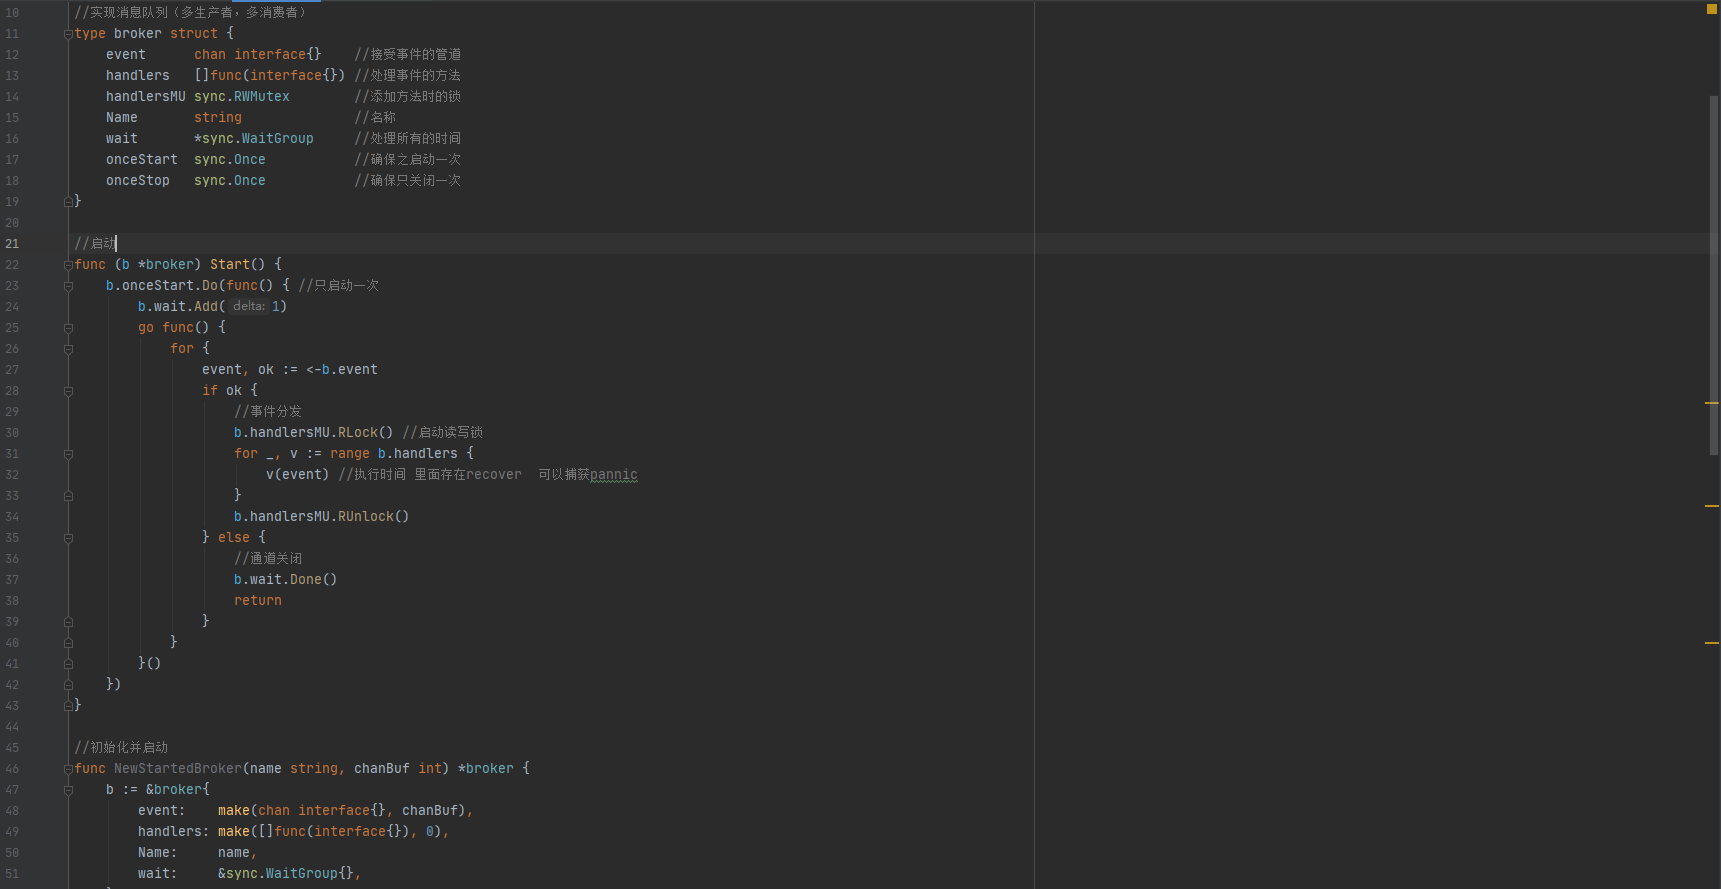 10 //实现消息队列（多生产者，多消费者）
11 type broker struct {
12 event chan interface{} //接受事件的管道
13 handlers []func(interface{}) //处理事件的方法
14 handlersMU sync.RWMutex //添加方法时的锁
15 Name string //名称
16 wait *sync.WaitGroup //处理所有的时间
17 onceStart sync.Once //确保之启动一次
18 onceStop sync.Once //确保只关闭一次
19 }
20
21 //启动
22 func (b *broker) Start() {
23 b.onceStart.Do(func() { //只启动一次
24 b.wait.Add( delta: 1)
25 go func() {
26 for {
27 event, ok := <-b.event
28 if ok {
29 //事件分发
30 b.handlersMU.RLock() //启动读写锁
31 for _, v := range b.handlers {
32 v(event) //执行时间 里面存在recover 可以捕获pannic
33 }
34 b.handlersMU.RUnlock()
35 } else {
36 //通道关闭
37 b.wait.Done()
38 return
39 }
40 }
41 }()
42 })
43 }
44
45 //初始化并启动
46 func NewStartedBroker(name string, chanBuf int) *broker {
47 b := &broker{
48 event: make(chan interface{}, chanBuf),
49 handlers: make([]func(interface{}), 0),
50 Name: name,
51 wait: &sync.WaitGroup{},